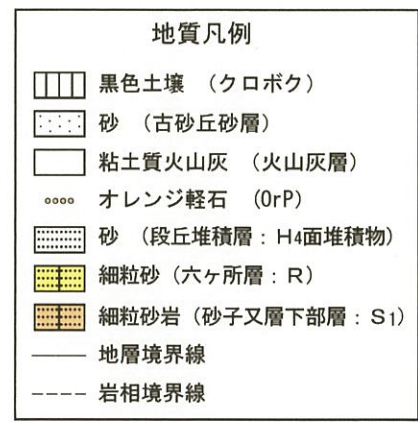 地質凡例
黒色土壌 (クロボク)
砂 (古砂丘砂層)
粘土質火山灰 (火山灰層)
オレンジ軽石 (OrP)
砂 (段丘堆積層:H4面堆積物)
細粒砂 (六ヶ所層:R)
細粒砂岩 (砂子又層下部層:S1)
地層境界線
岩相境界線